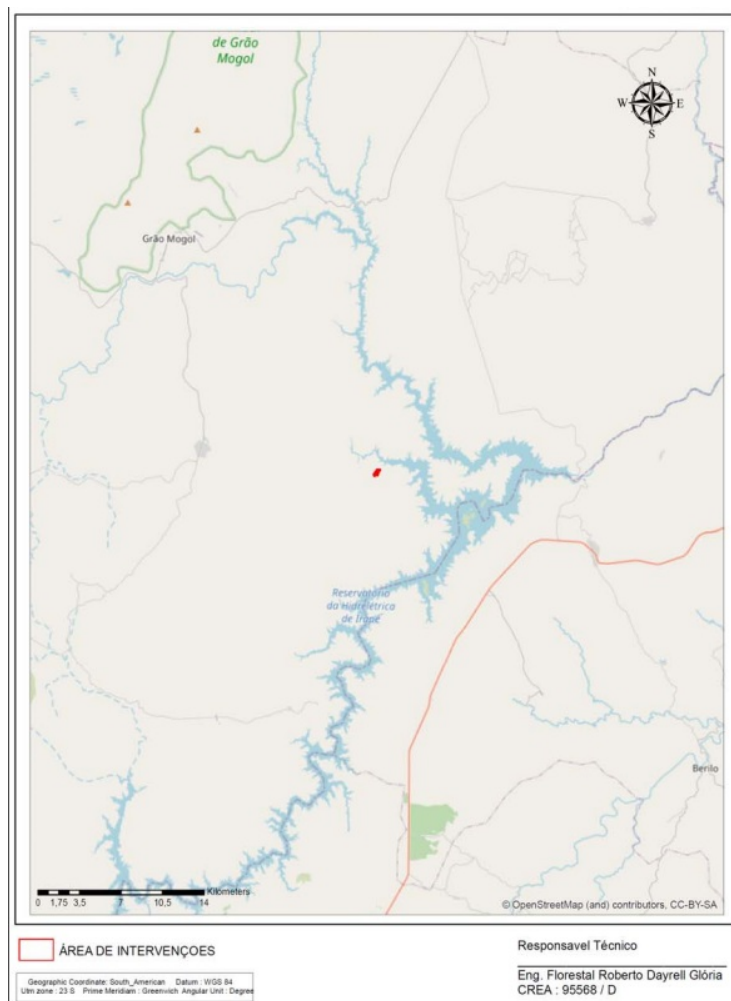 de Grão
Mogol
N
W E
S
Grão Mogol
Reservatório
da Hidrelétrica
de Irapé
Berilo
Kilometers
0 1,75 3,5 7 10,5 14
© OpenStreetMap (and) contributors, CC-BY-SA
ÁREA DE INTERVENÇOES
Responsavel Técnico
Eng. Florestal Roberto Dayrell Glória
CREA : 95568 / D
Geographic Coordinate: South_American Datum : WGS 84
Utm zone : 23 S Prime Meridiam : Greenwich Angular Unit : Degree